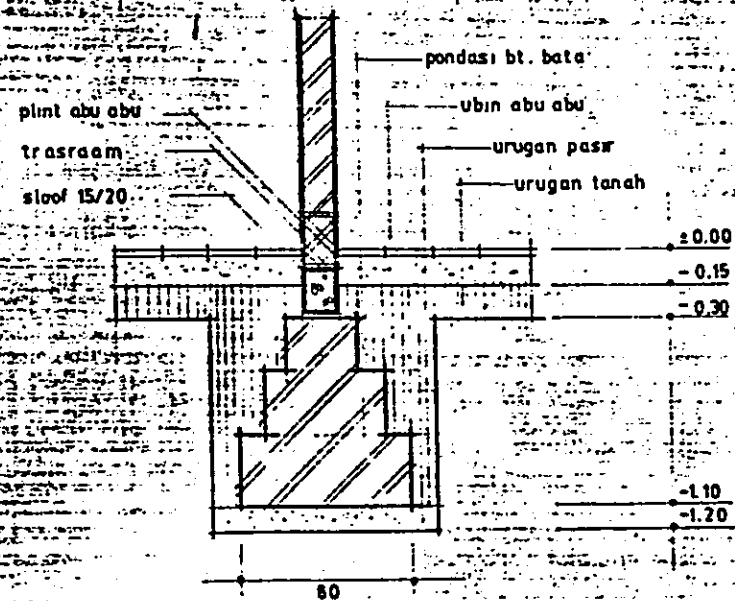 pondasi bt. bata
plint abu abu
ubin abu abu
trasraam
urugan pasir
sloof 15/20
urugan tanah
±0.00
-0.15
-0.30
-1.10
-1.20